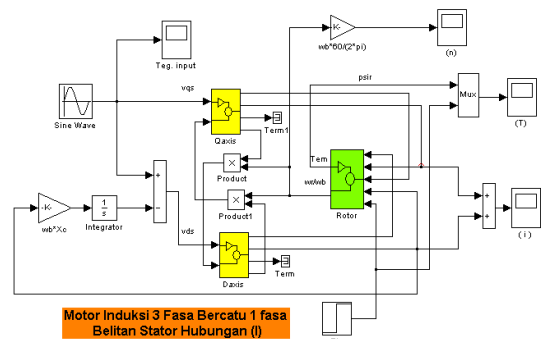 -K-
wb*60/(2*pi)
(n)
Teg. input
psir
Mux
(T)
vqs
Sine Wave
Qaxis
Term1
Tem
wr/wb
Rotor
Product
Product1
+
-
+
+
(i)
-K-
wb*Xc
1
s
Integrator
vds
Daxis
Term
Motor Induksi 3 Fasa Bercatu 1 fasa
Belitan Stator Hubungan (I)